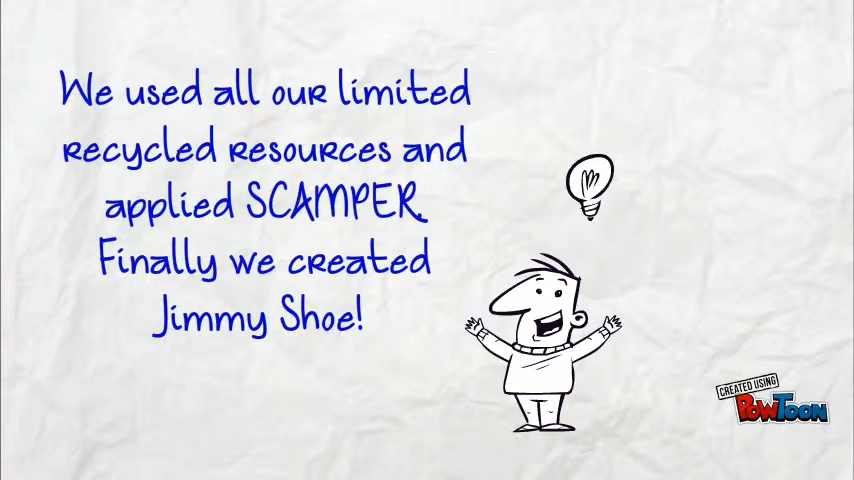 We used all our limited
recycled resources and
applied SCAMPER.
Finally we created
Jimmy Shoe!
CREATED USING
POWTOON